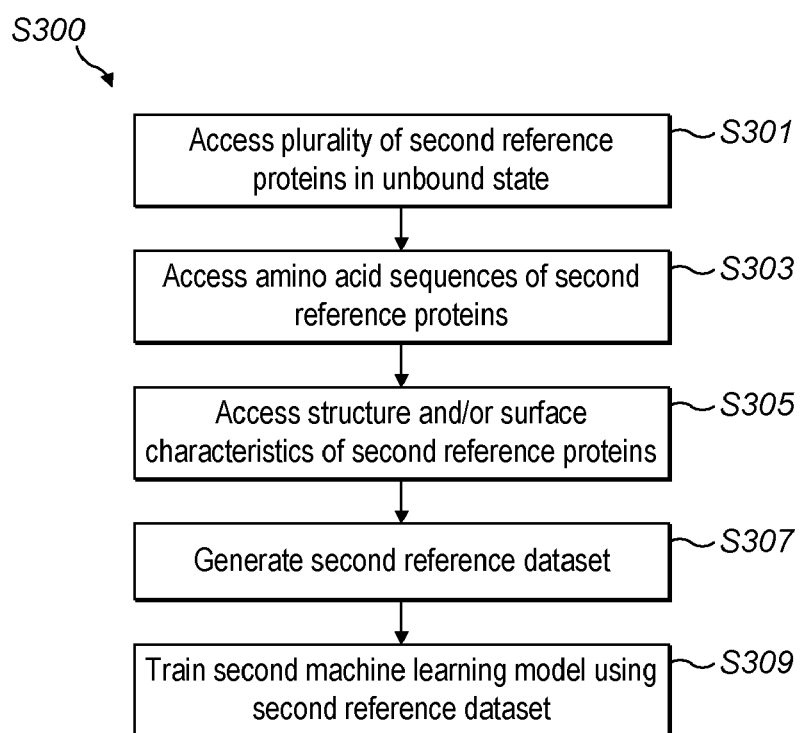 S300
Access plurality of second reference
proteins in unbound state
S301
Access amino acid sequences of second
reference proteins
S303
Access structure and/or surface
characteristics of second reference proteins
S305
Generate second reference dataset
S307
Train second machine learning model using
second reference dataset
S309